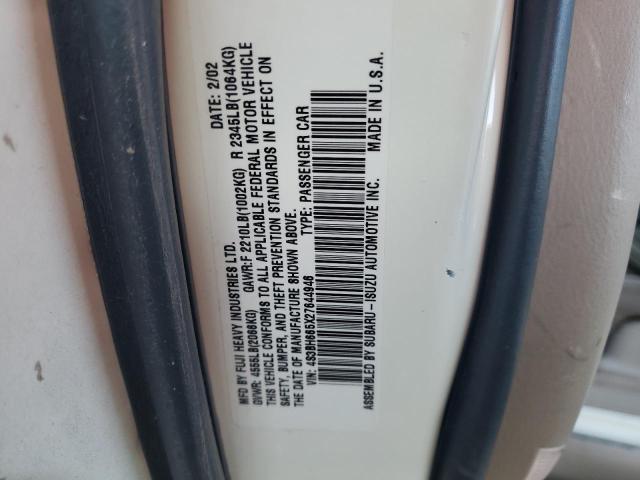 MFD BY FUJI HEAVY INDUSTRIES LTD. DATE: 2/02
GVWR: 4555LB(2066KG) GAWR:F 2210LB(1002KG) R 2345LB(1064KG)
THIS VEHICLE CONFORMS TO ALL APPLICABLE FEDERAL MOTOR VEHICLE
SAFETY, BUMPER, AND THEFT PREVENTION STANDARDS IN EFFECT ON
THE DATE OF MANUFACTURE SHOWN ABOVE.
VIN: 4S3BH665X27644946 TYPE: PASSENGER CAR
ASSEMBLED BY SUBARU-ISUZU AUTOMOTIVE INC. MADE IN U.S.A.